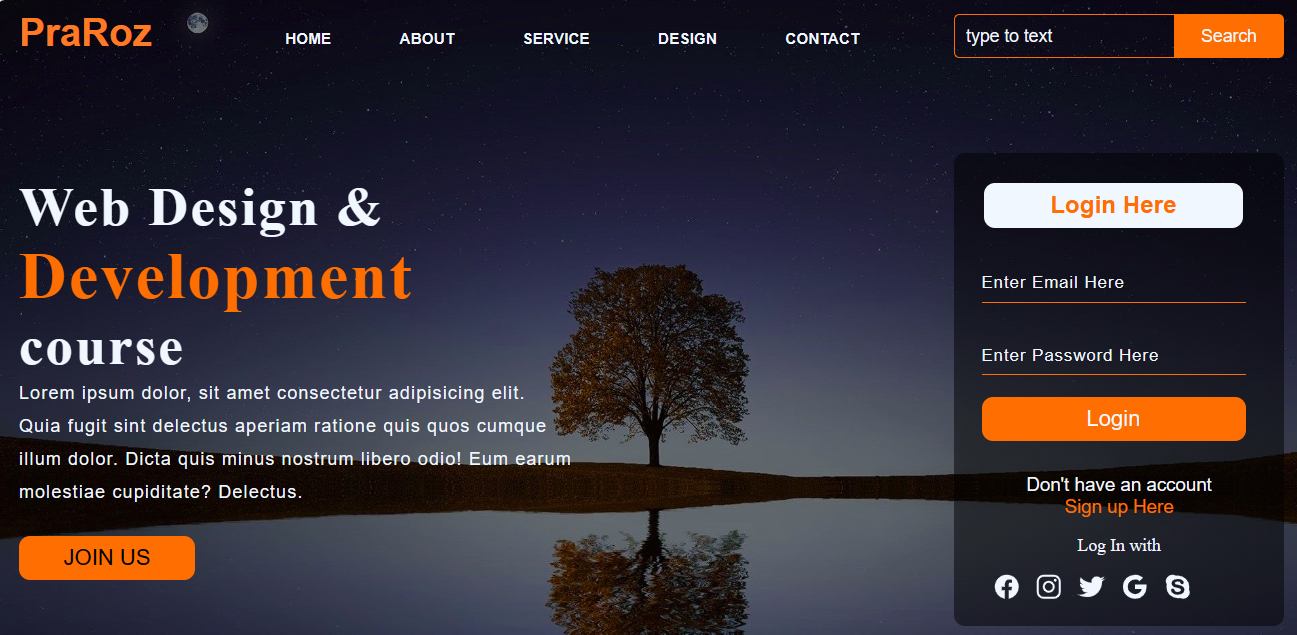 PraRoz
HOME ABOUT SERVICE DESIGN CONTACT
type to text Search
Web Design &
Development
course
Lorem ipsum dolor, sit amet consectetur adipisicing elit.
Quia fugit sint delectus aperiam ratione quis quos cumque
illum dolor. Dicta quis minus nostrum libero odio! Eum earum
molestiae cupiditate? Delectus.
JOIN US
Login Here
Enter Email Here
Enter Password Here
Login
Don't have an account
Sign up Here
Log In with